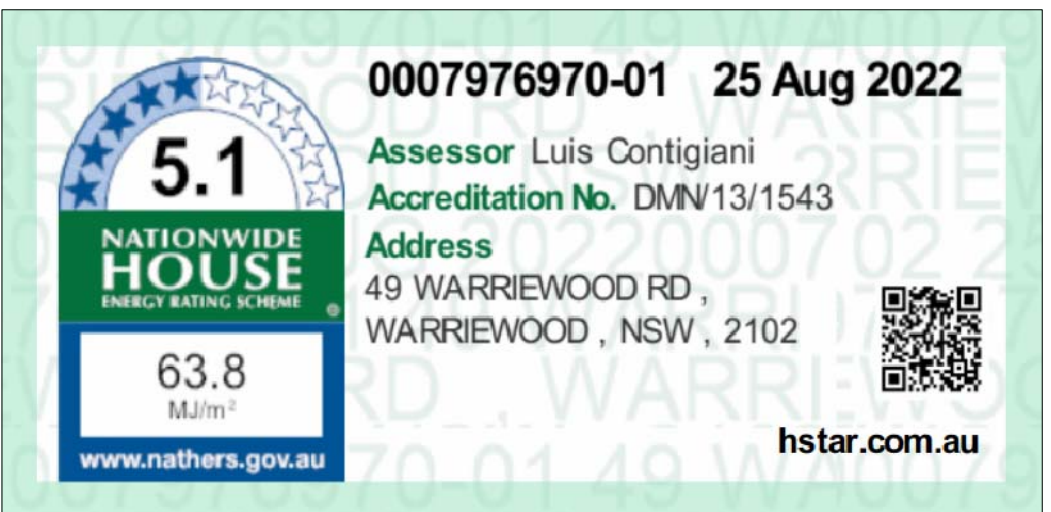 0007976970-01 25 Aug 2022
5.1
NATIONWIDE
HOUSE
ENERGY RATING SCHEME
63.8
MJ/m²
www.nathers.gov.au
Assessor Luis Contigiani
Accreditation No. DMN/13/1543
Address
49 WARRIEWOOD RD ,
WARRIEWOOD , NSW , 2102
hstar.com.au